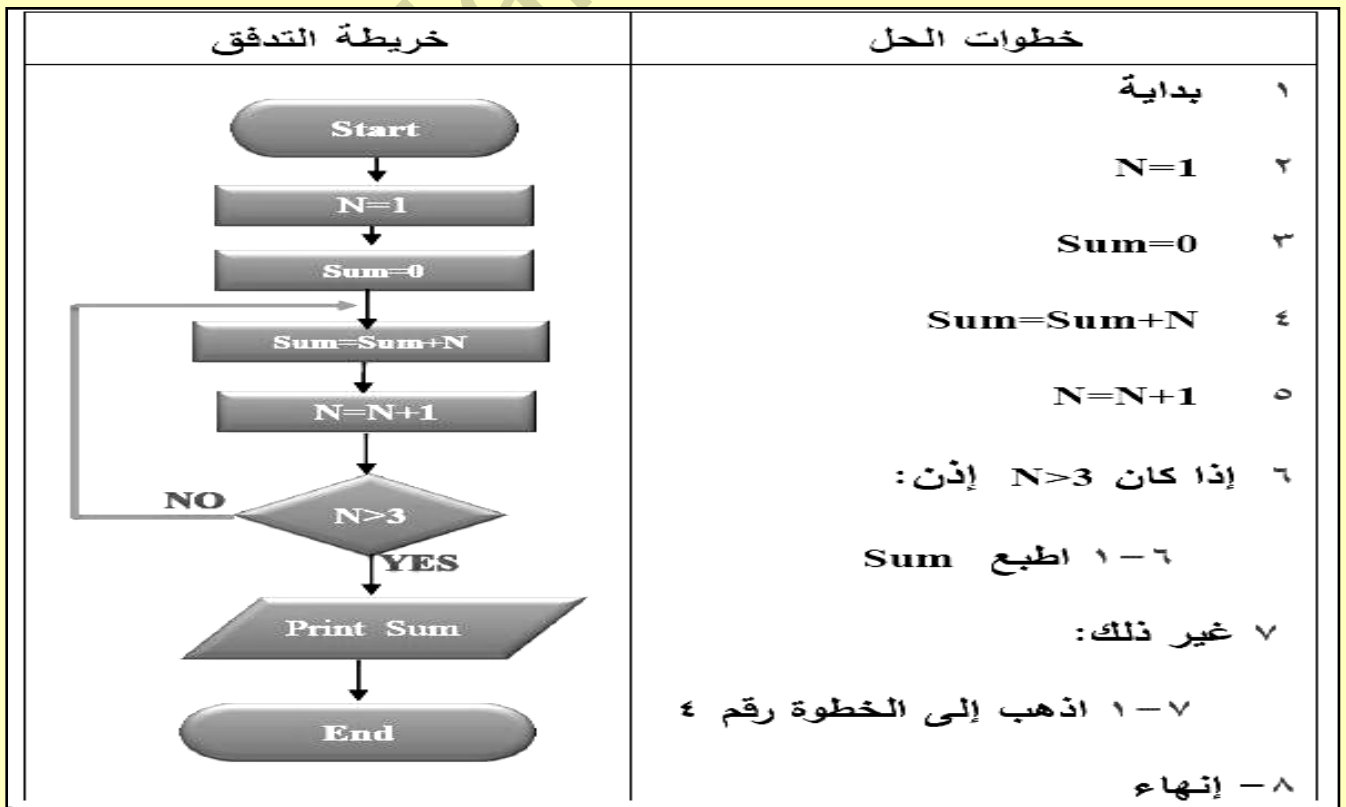 خطوات الحل
١ بداية
٢ N=1
٣ Sum=0
٤ Sum=Sum+N
٥ N=N+1
٦ إذا كان N>3 إذن:
٦-١ اطبع Sum
٧ غير ذلك:
٧-١ اذهب إلى الخطوة رقم ٤
٨- إنهاء
خريطة التدفق
Start
N=1
Sum=0
Sum=Sum+N
N=N+1
NO
N>3
YES
Print Sum
End